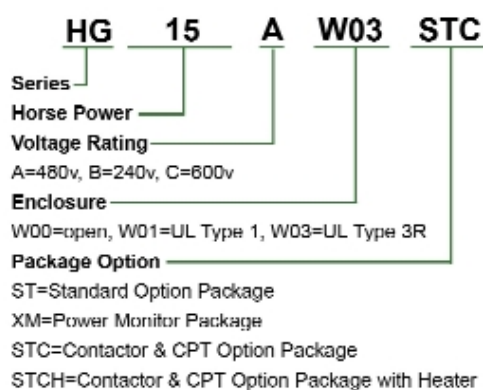 HG 15 A W03 STC
Series
Horse Power
Voltage Rating
A=480v, B=240v, C=600v
Enclosure
W00=open, W01=UL Type 1, W03=UL Type 3R
Package Option
ST=Standard Option Package
XM=Power Monitor Package
STC=Contactor & CPT Option Package
STCH=Contactor & CPT Option Package with Heater